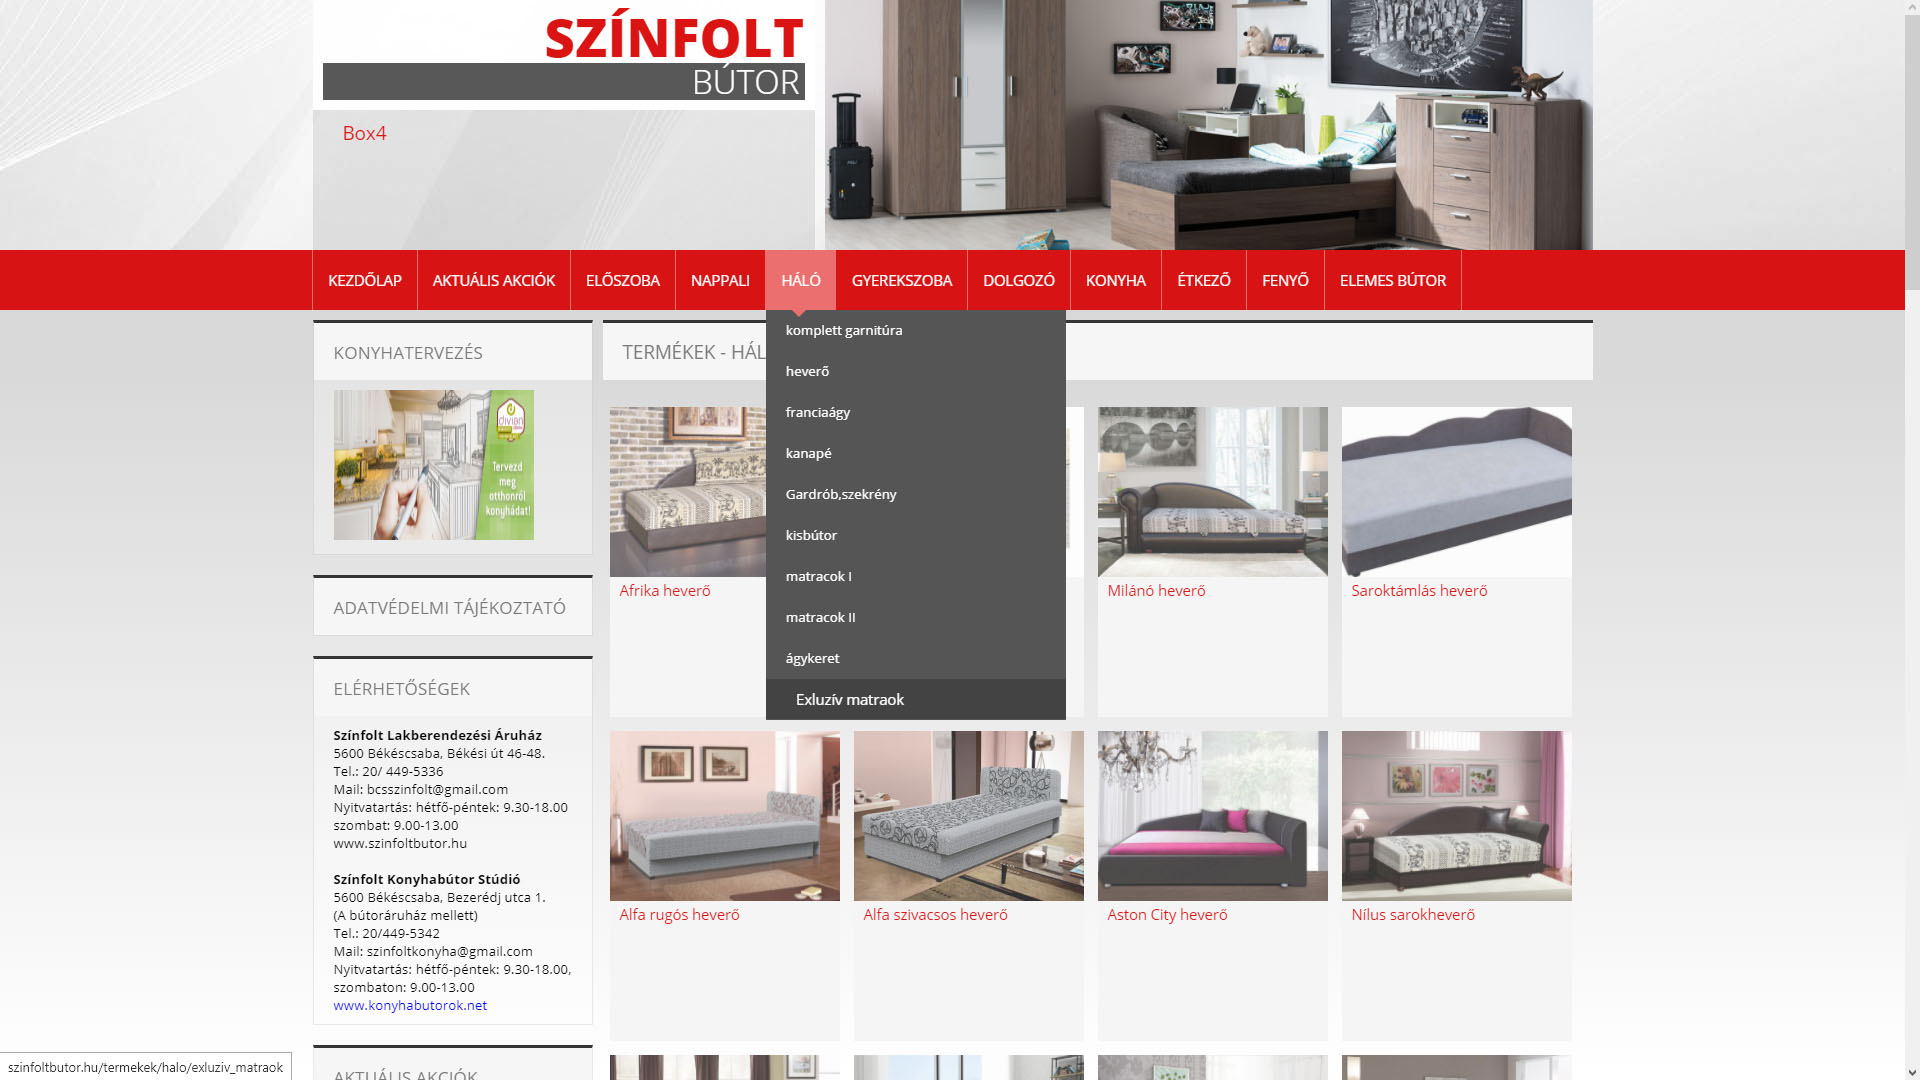 SZÍNFOLT
BÚTOR
Box4
KEZDŐLAP
AKTUÁLIS AKCIÓK
ELŐSZOBA
NAPPALI
HÁLÓ
GYEREKSZOBA
DOLGOZÓ
KONYHA
ÉTKEZŐ
FENYŐ
ELEMES BÚTOR
KONYHATERVEZÉS
divian
Tervezd
meg
otthonról
konyhádat!
ADATVÉDELMI TÁJÉKOZTATÓ
ELÉRHETŐSÉGEK
Színfolt Lakberendezési Áruház
5600 Békéscsaba, Békési út 46-48.
Tel.: 20/ 449-5336
Mail: bcsszinfolt@gmail.com
Nyitvatartás: hétfő-péntek: 9.30-18.00
szombat: 9.00-13.00
www.szinfoltbutor.hu
Színfolt Konyhabútor Stúdió
5600 Békéscsaba, Bezerédj utca 1.
(A bútoráruház mellett)
Tel.: 20/449-5342
Mail: szinfoltkonyha@gmail.com
Nyitvatartás: hétfő-péntek: 9.30-18.00,
szombaton: 9.00-13.00
www.konyhabutorok.net
AKTUÁLIS AKCIÓK
TERMÉKEK - HÁL
komplett garnitúra
heverő
franciaágy
kanapé
Gardrób,szekrény
kisbútor
matracok I
matracok II
ágykeret
Exluzív matraok
Afrika heverő
Milánó heverő
Saroktámlás heverő
Alfa rugós heverő
Alfa szivacsos heverő
Aston City heverő
Nílus sarokheverő
szinfoltbutor.hu/termekek/halo/exluziv_matraok